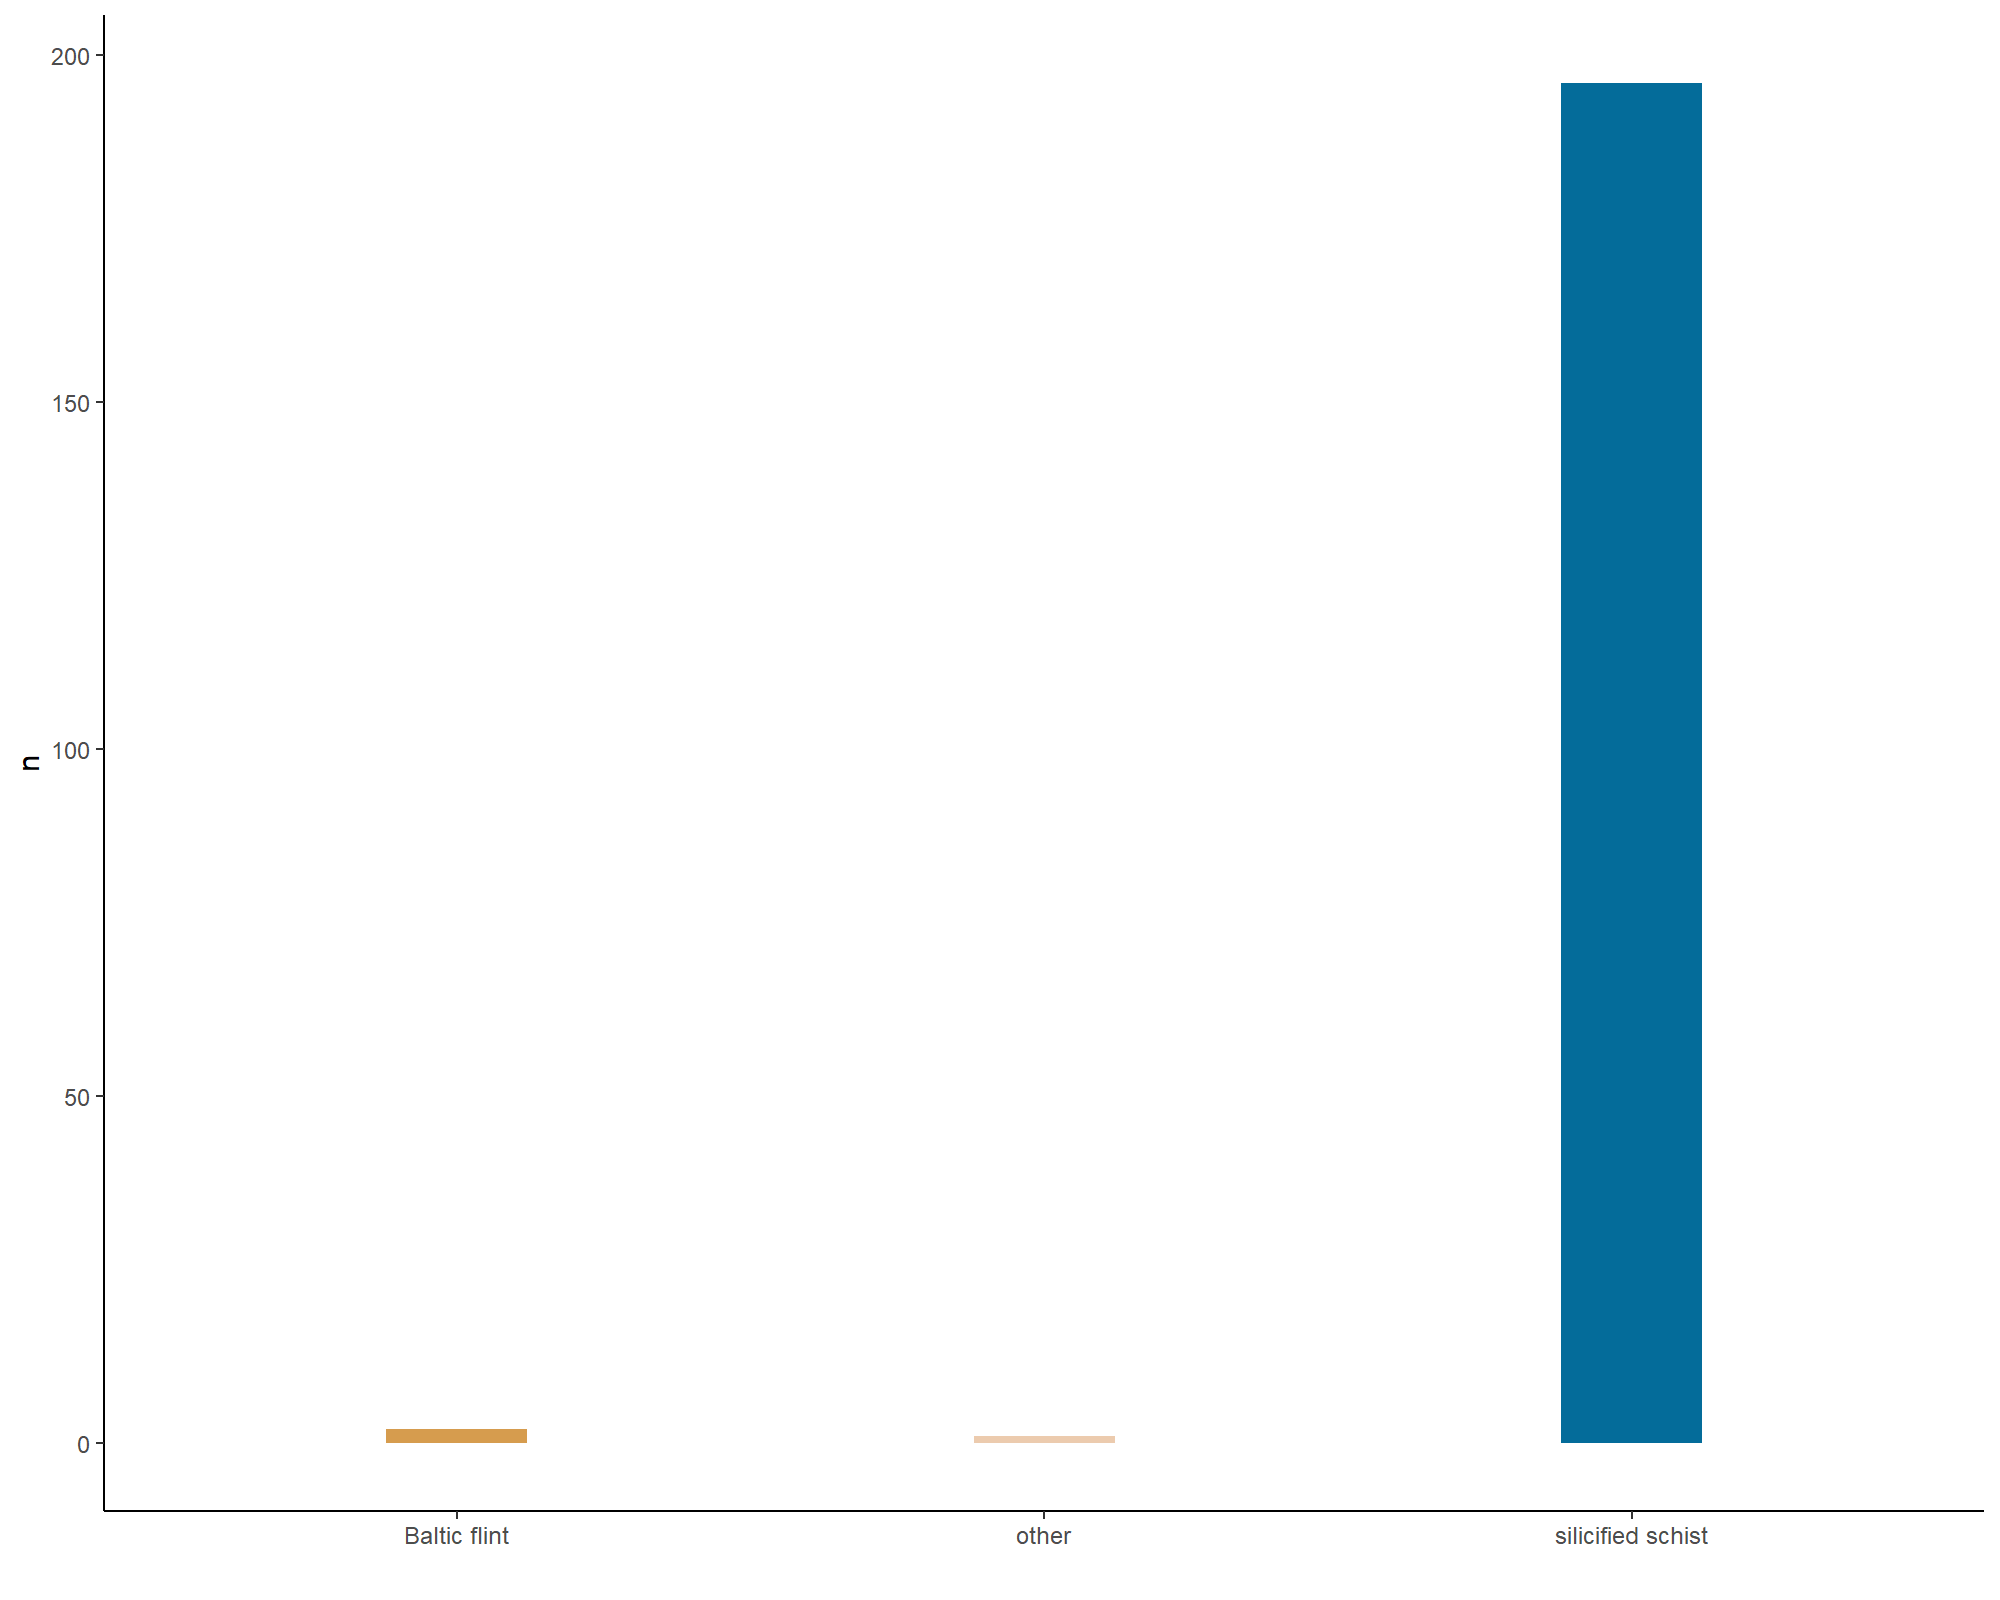 200
150
100
50
0
n
Baltic flint
other
silicified schist